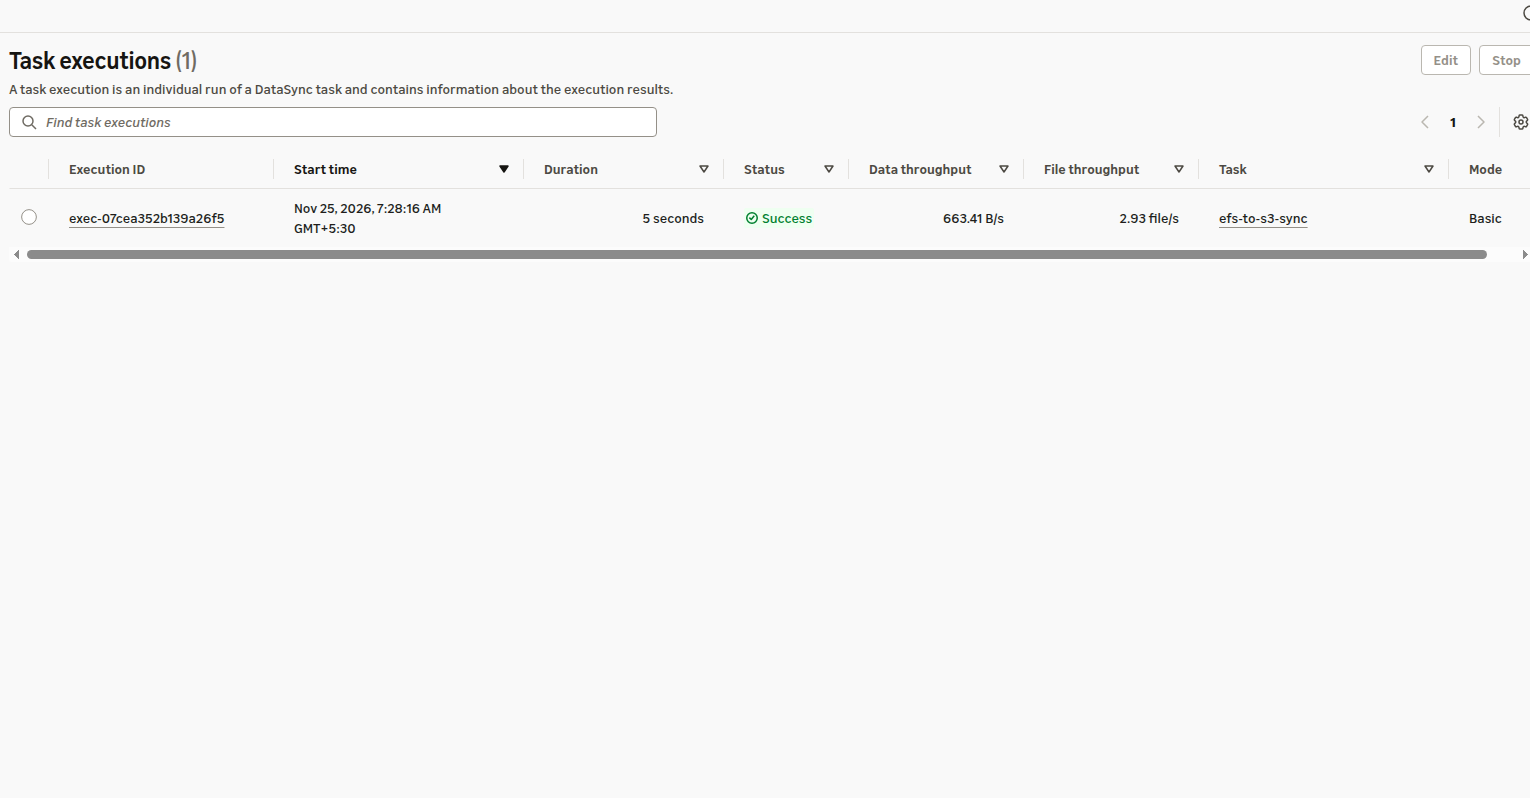 Task executions (1)
Edit
Stop
A task execution is an individual run of a DataSync task and contains information about the execution results.
Find task executions
1
Execution ID Start time Duration Status Data throughput File throughput Task Mode
exec-07cea352b139a26f5 Nov 25, 2026, 7:28:16 AM 5 seconds Success 663.41 B/s 2.93 file/s efs-to-s3-sync Basic
GMT+5:30